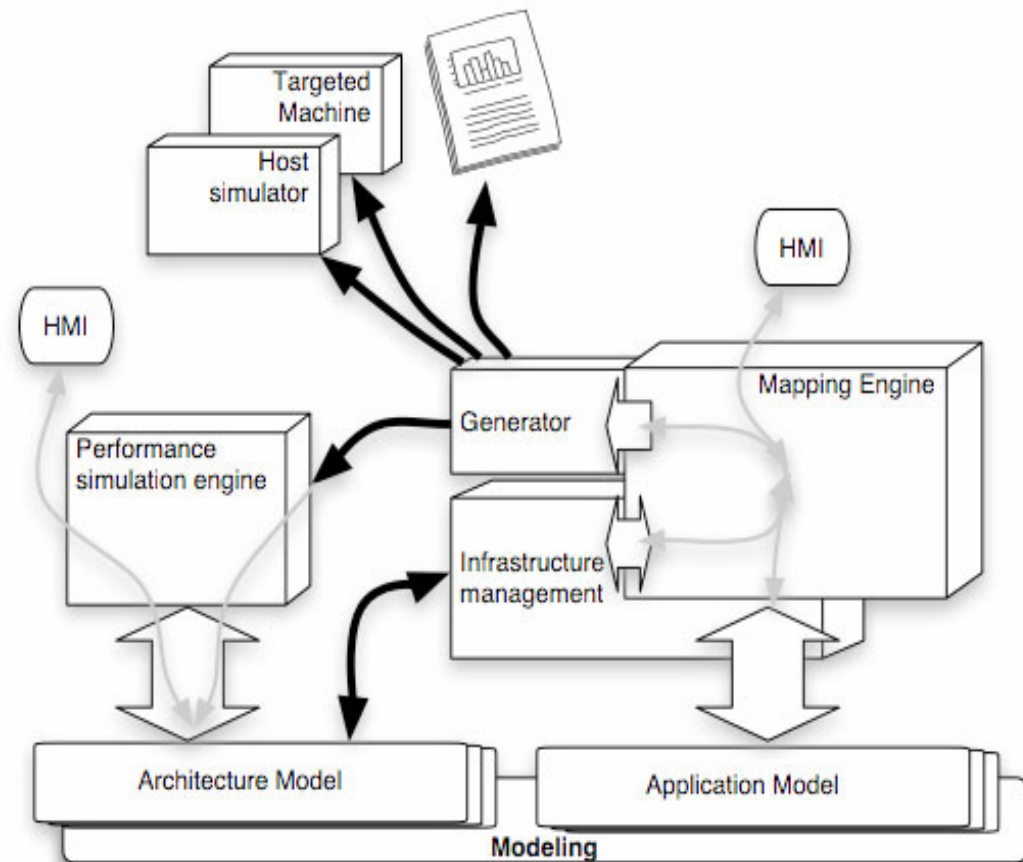 Targeted
Machine
Host
simulator
HMI
HMI
Mapping Engine
Generator
Performance
simulation engine
Infrastructure
management
Architecture Model
Application Model
Modeling